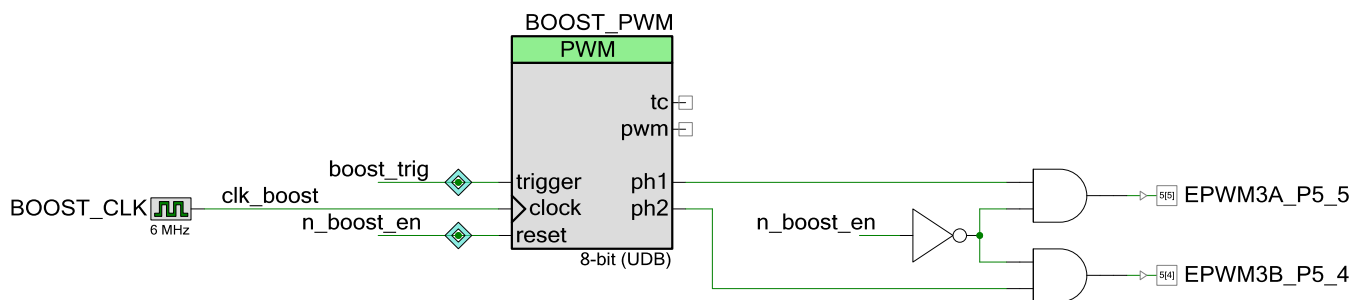 BOOST_PWM
PWM
tc
pwm
boost_trig
trigger
ph1
BOOST_CLK
6 MHz
clk_boost
clock
ph2
n_boost_en
reset
8-bit (UDB)
n_boost_en
5[5]
EPWM3A_P5_5
5[4]
EPWM3B_P5_4